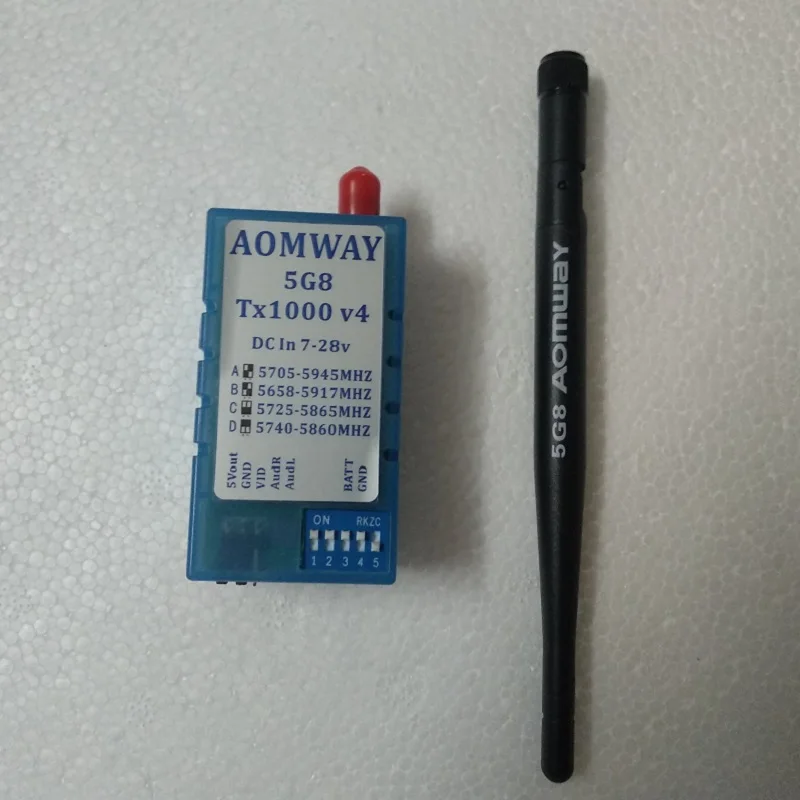 AOMWAY
5G8
Tx1000 v4
DC In 7-28v
A 5705-5945MHZ
B 5658-5917MHZ
C 5725-5865MHZ
D 5740-5860MHZ
5Vout
GND
VID
AudR
AudL
BATT
GND
ON RKZC
1 2 3 4 5
5G8 Aomway